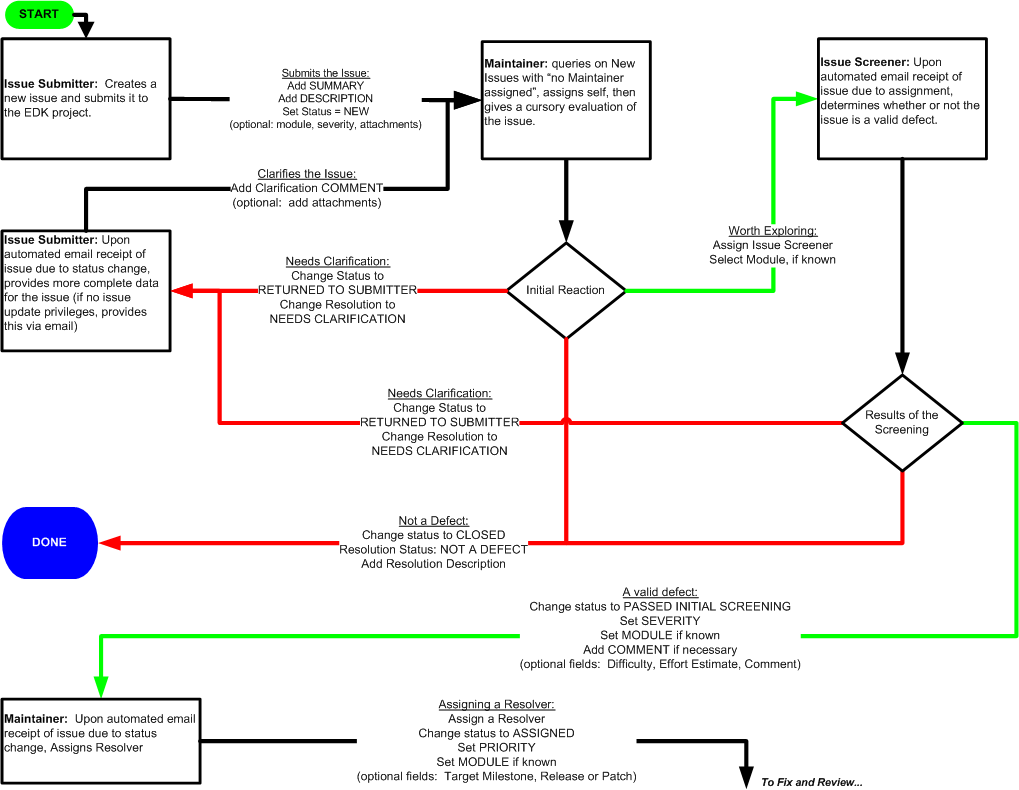 START
Issue Submitter:  Creates a
new issue and submits it to
the EDK project.
Submits the Issue:
Add SUMMARY
Add DESCRIPTION
Set Status = NEW
(optional: module, severity, attachments)
Maintainer: queries on New
Issues with “no Maintainer
assigned”, assigns self, then
gives a cursory evaluation of
the issue.
Issue Screener: Upon
automated email receipt of
issue due to assignment,
determines whether or not the
issue is a valid defect.
Clarifies the Issue:
Add Clarification COMMENT
(optional:  add attachments)
Issue Submitter: Upon
automated email receipt of
issue due to status change,
provides more complete data
for the issue (if no issue
update privileges, provides
this via email)
Needs Clarification:
Change Status to
RETURNED TO SUBMITTER
Change Resolution to
NEEDS CLARIFICATION
Initial Reaction
Worth Exploring:
Assign Issue Screener
Select Module, if known
Needs Clarification:
Change Status to
RETURNED TO SUBMITTER
Change Resolution to
NEEDS CLARIFICATION
Results of the
Screening
DONE
Not a Defect:
Change status to CLOSED
Resolution Status: NOT A DEFECT
Add Resolution Description
A valid defect:
Change status to PASSED INITIAL SCREENING
Set SEVERITY
Set MODULE if known
Add COMMENT if necessary
(optional fields:  Difficulty, Effort Estimate, Comment)
Maintainer:  Upon automated email
receipt of issue due to status
change, Assigns Resolver
Assigning a Resolver:
Assign a Resolver
Change status to ASSIGNED
Set PRIORITY
Set MODULE if known
(optional fields:  Target Milestone, Release or Patch)
To Fix and Review...